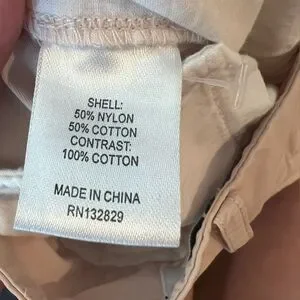 SHELL:
50% NYLON
50% COTTON
CONTRAST:
100% COTTON
MADE IN CHINA
RN132829